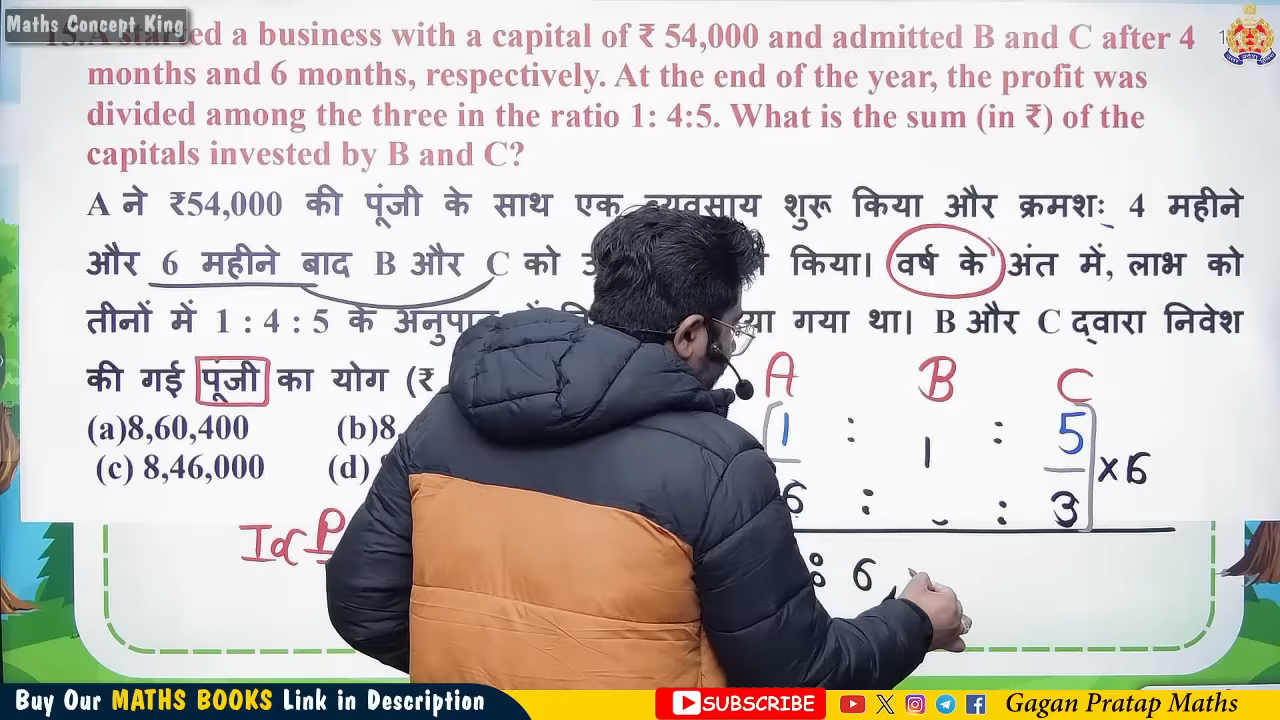 Maths Concept King
15.A started a business with a capital of ₹ 54,000 and admitted B and C after 4
months and 6 months, respectively. At the end of the year, the profit was
divided among the three in the ratio 1: 4:5. What is the sum (in ₹) of the
capitals invested by B and C?
A ने ₹54,000 की पूंजी के साथ एक व्यवसाय शुरू किया और क्रमशः 4 महीने
और 6 महीने बाद B और C को किया। वर्ष के अंत में, लाभ को
तीनों में 1 : 4 : 5 के अनुपात में गया था। B और C द्वारा निवेश
की गई पूंजी का योग (₹
A B C
(a)8,60,400 (b)8,
1 : 1 : 5
× 6
(c) 8,46,000 (d)
6 : : 3
I α P
: 6
Buy Our MATHS BOOKS Link in Description
SUBSCRIBE
Gagan Pratap Maths